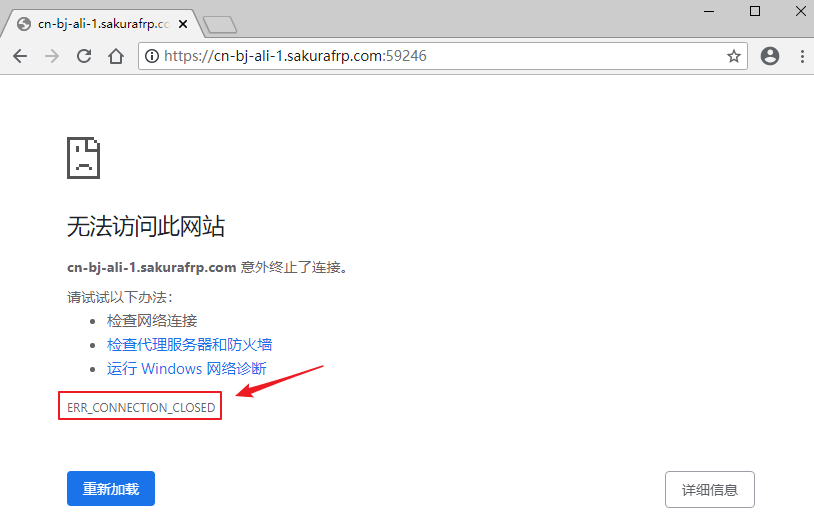 cn-bj-ali-1.sakurafrp.co
https://cn-bj-ali-1.sakurafrp.com:59246
无法访问此网站
cn-bj-ali-1.sakurafrp.com 意外终止了连接。
请试试以下办法：
检查网络连接
检查代理服务器和防火墙
运行 Windows 网络诊断
ERR_CONNECTION_CLOSED
重新加载
详细信息